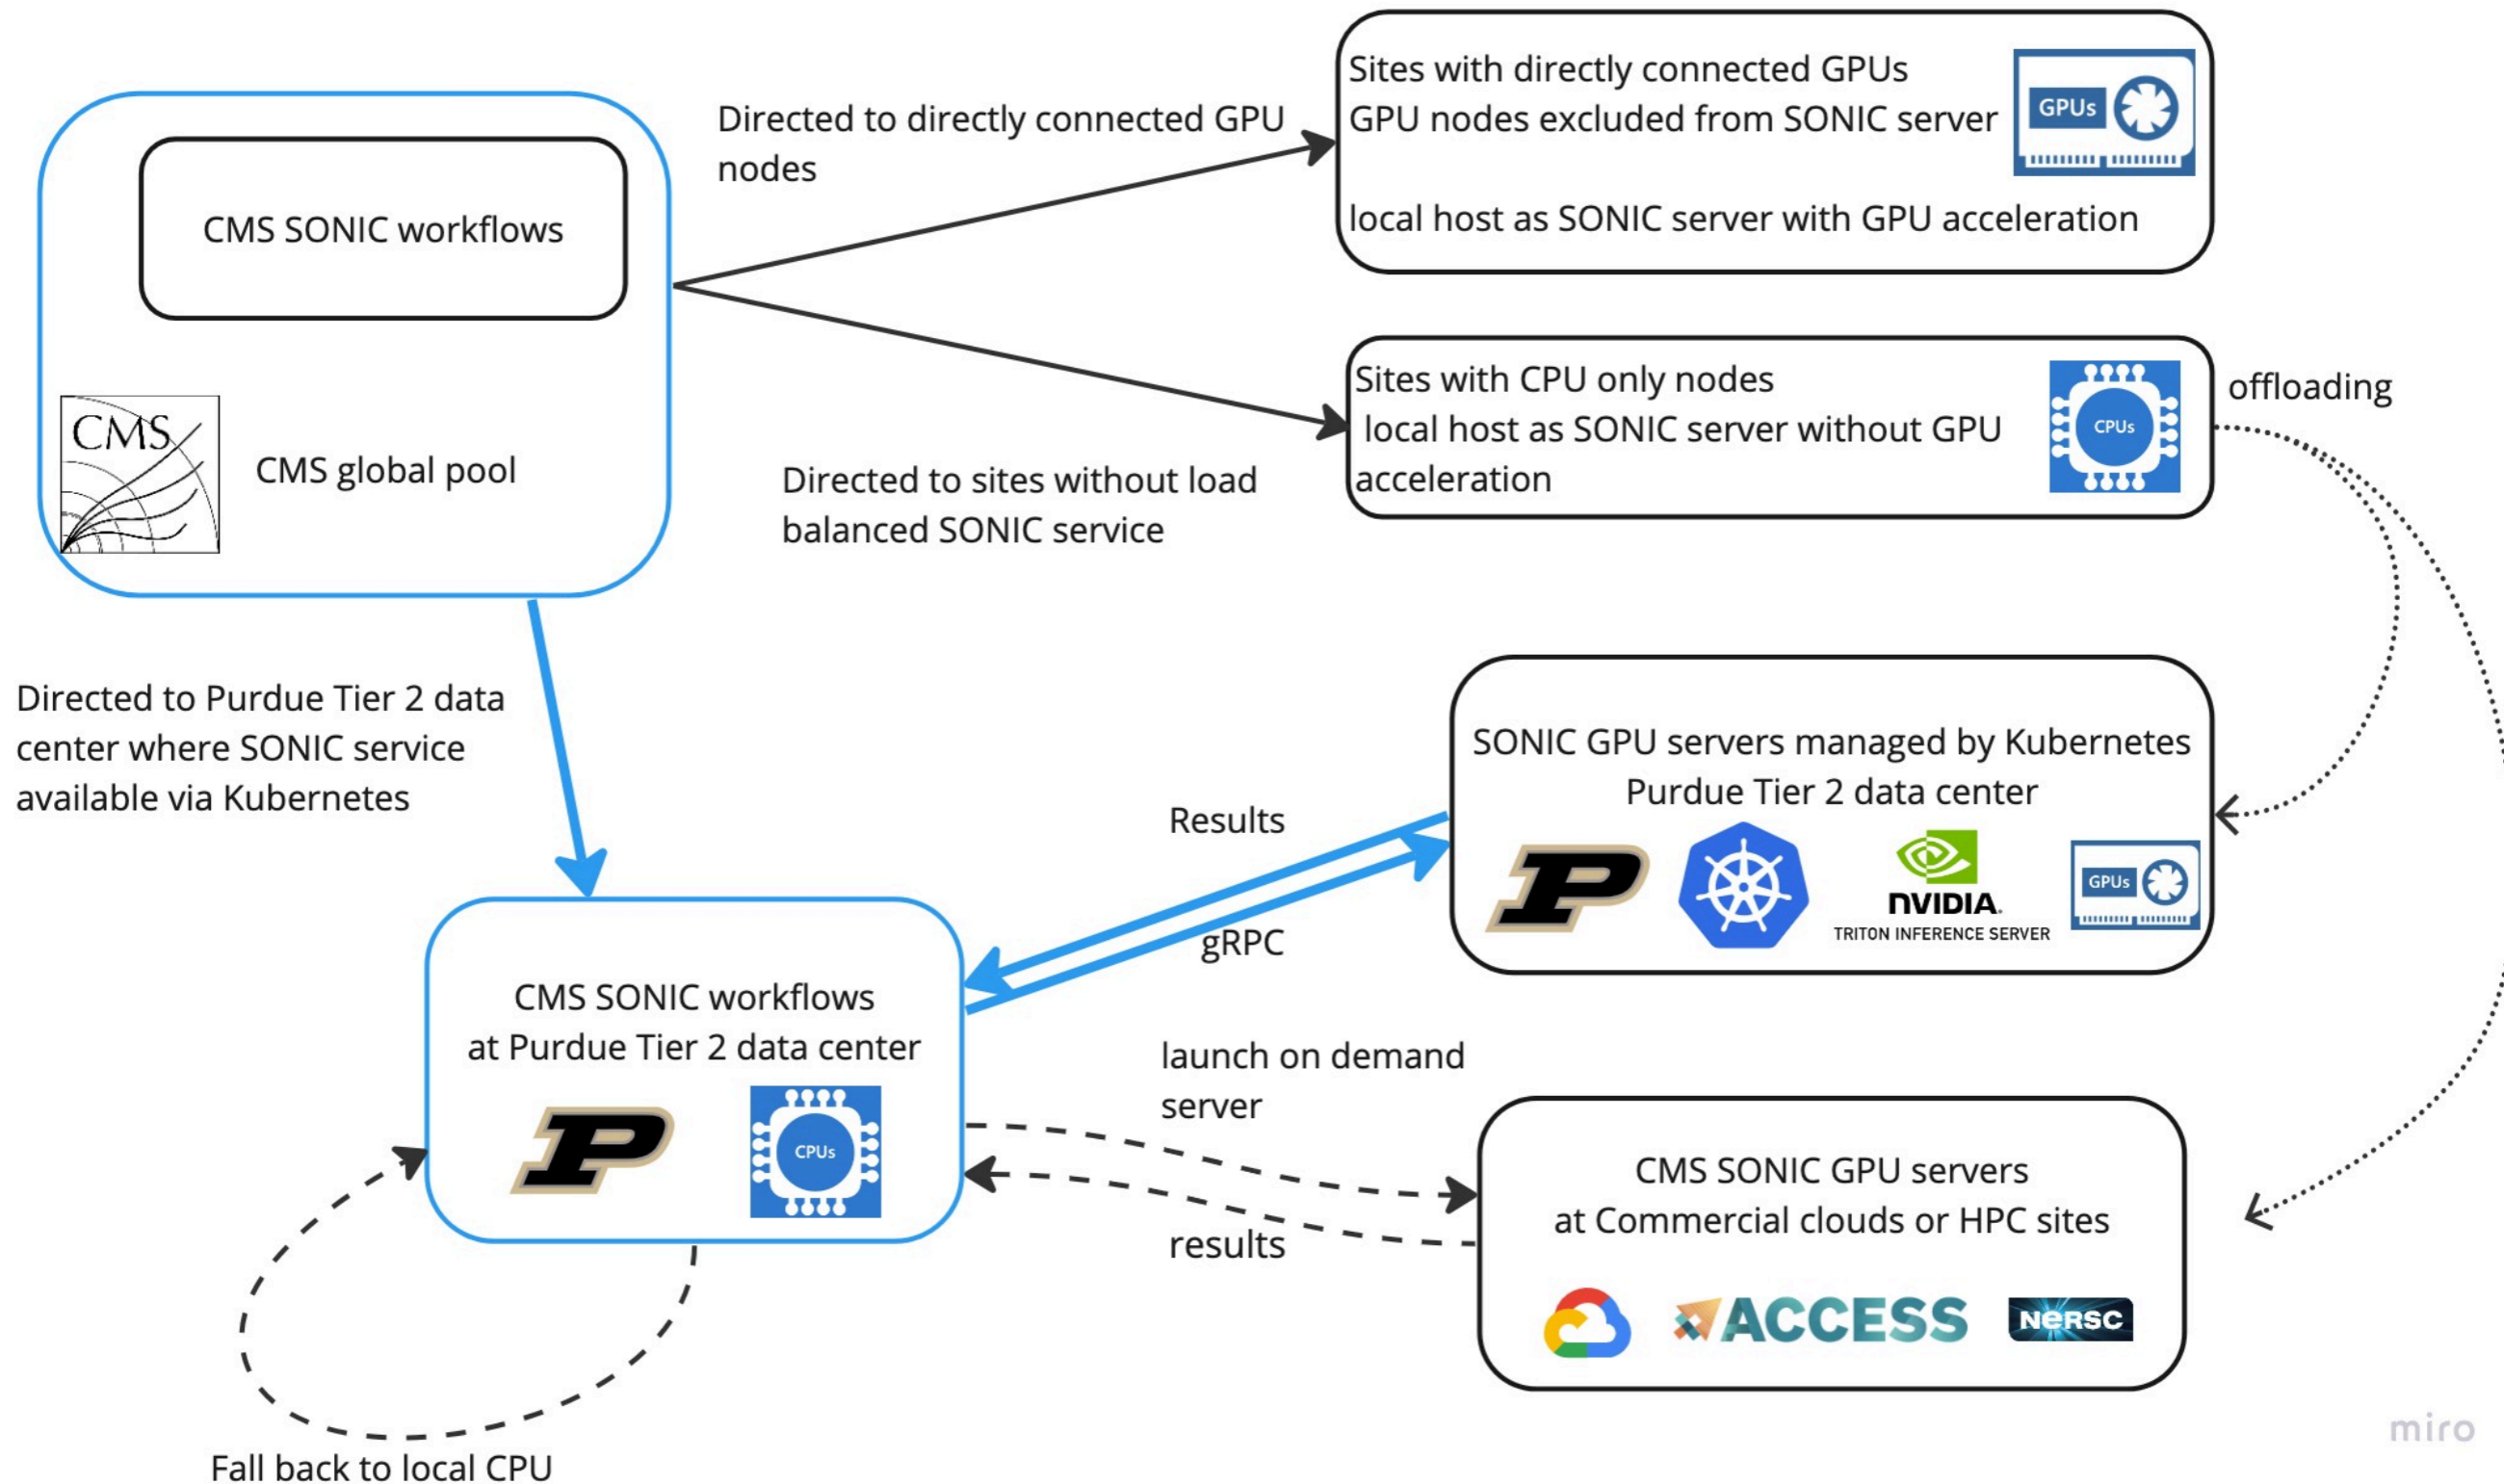 CMS SONIC workflows
CMS
CMS global pool
Directed to directly connected GPU
nodes
Sites with directly connected GPUs
GPU nodes excluded from SONIC server
local host as SONIC server with GPU acceleration
GPUs
Directed to sites without load
balanced SONIC service
Sites with CPU only nodes
local host as SONIC server without GPU
acceleration
CPUs
offloading
Directed to Purdue Tier 2 data
center where SONIC service
available via Kubernetes
Results
gRPC
SONIC GPU servers managed by Kubernetes
Purdue Tier 2 data center
P
NVIDIA.
TRITON INFERENCE SERVER
GPUs
CMS SONIC workflows
at Purdue Tier 2 data center
P
CPUs
launch on demand
server
results
CMS SONIC GPU servers
at Commercial clouds or HPC sites
ACCESS
NERSC
Fall back to local CPU
miro